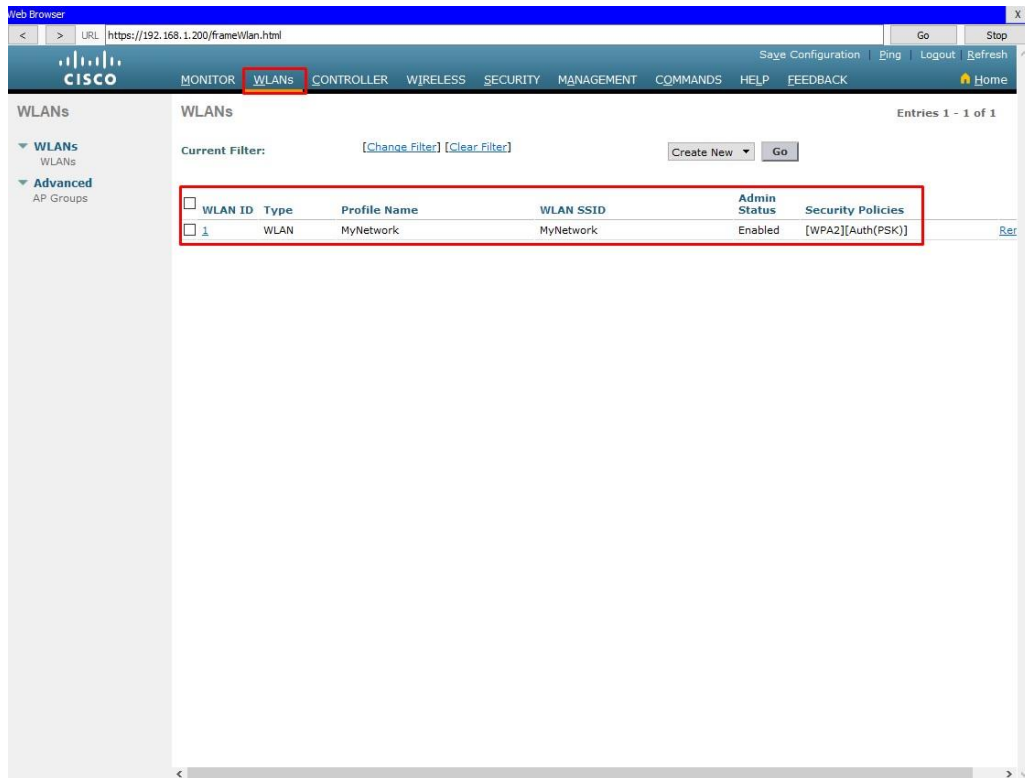 Web Browser X
< > URL https://192.168.1.200/frameWlan.html Go Stop
Save Configuration | Ping | Logout | Refresh
CISCO MONITOR WLANs CONTROLLER WIRELESS SECURITY MANAGEMENT COMMANDS HELP FEEDBACK Home
WLANs
WLANs
WLANs
Advanced
AP Groups
WLANs Entries 1 - 1 of 1
Current Filter: [Change Filter] [Clear Filter] Create New Go
WLAN ID Type Profile Name WLAN SSID Admin Status Security Policies
1 WLAN MyNetwork MyNetwork Enabled [WPA2][Auth(PSK)]